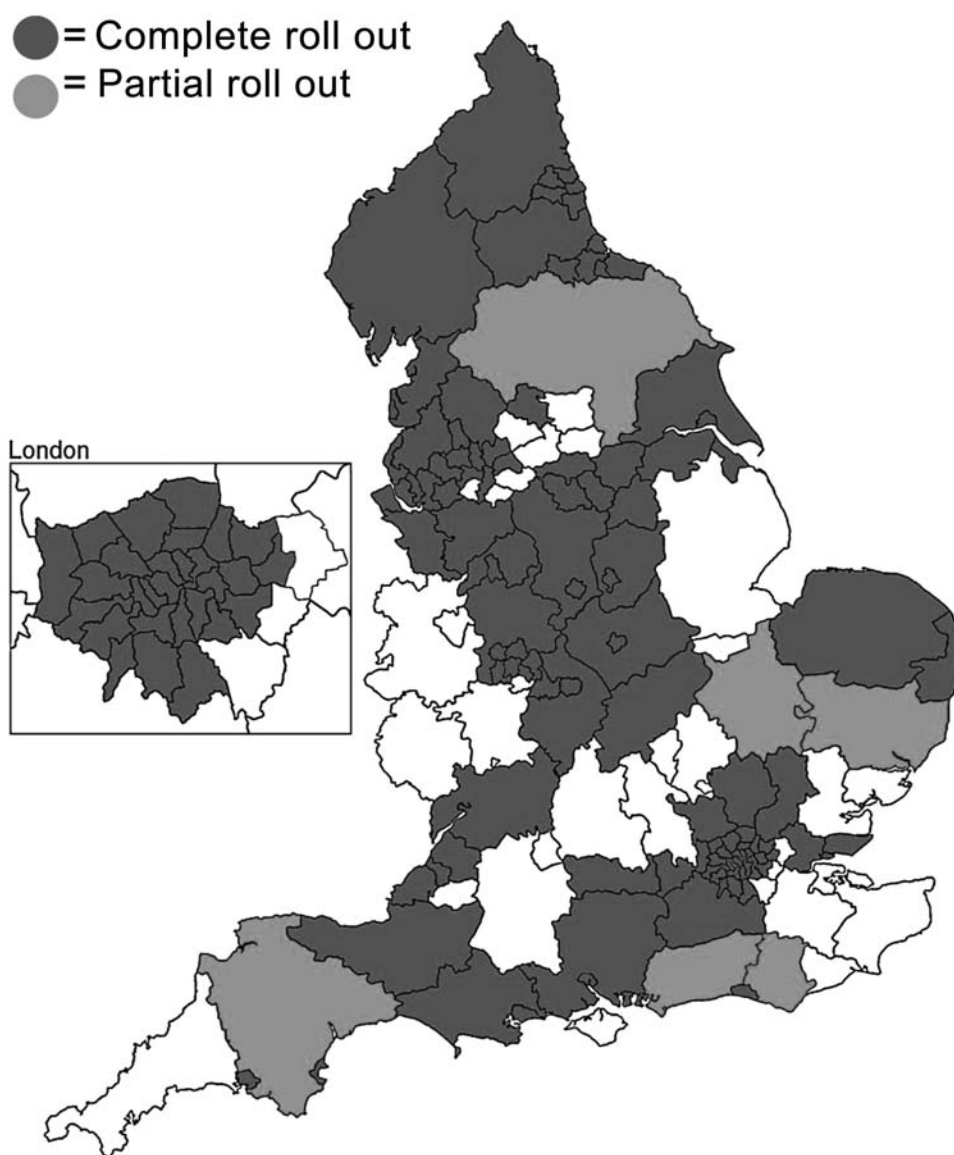 = Complete roll out
= Partial roll out
London